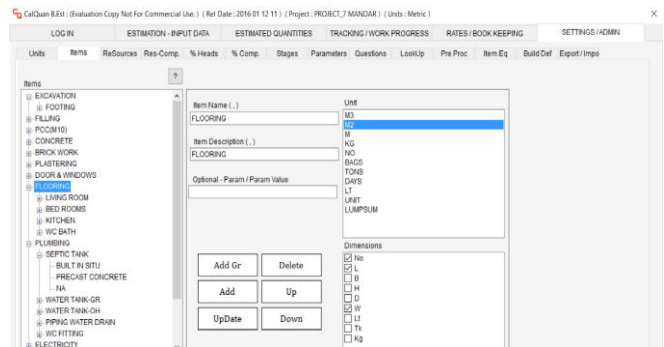 CalQuan B.Est : (Evaluation Copy Not For Commercial Use. ) ( Rel Date : 2016 01 12 11 ) ( Project : PROJECT_7 MANDAR ) ( Units : Metric )
LOG IN ESTIMATION - INPUT DATA ESTIMATED QUANTITIES TRACKING / WORK PROGRESS RATES / BOOK KEEPING SETTINGS / ADMIN
Units Items ReSources Res-Comp. % Heads % Comp. Stages Parameters Questions LookUp Pre Proc Item Eq Build Def Export / Impo
?
Items
EXCAVATION
FOOTING
FILLING
PCC(M10)
CONCRETE
BRICK WORK
PLASTERING
DOOR & WINDOWS
FLOORING
LIVING ROOM
BED ROOMS
KITCHEN
WC BATH
PLUMBING
SEPTIC TANK
BUILT IN SITU
PRECAST CONCRETE
NA
WATER TANK-GR
WATER TANK-OH
PIPING WATER DRAIN
WC FITTING
ELECTRICITY
Item Name ( , )
FLOORING
Item Description ( , )
FLOORING
Optional - Param / Param Value
Add Gr Delete
Add Up
UpDate Down
Unit
M3
M2
M
KG
NO
BAGS
TONS
DAYS
LT
UNIT
LUMPSUM
Dimensions
No
L
B
H
D
W
Lt
Tk
Kg